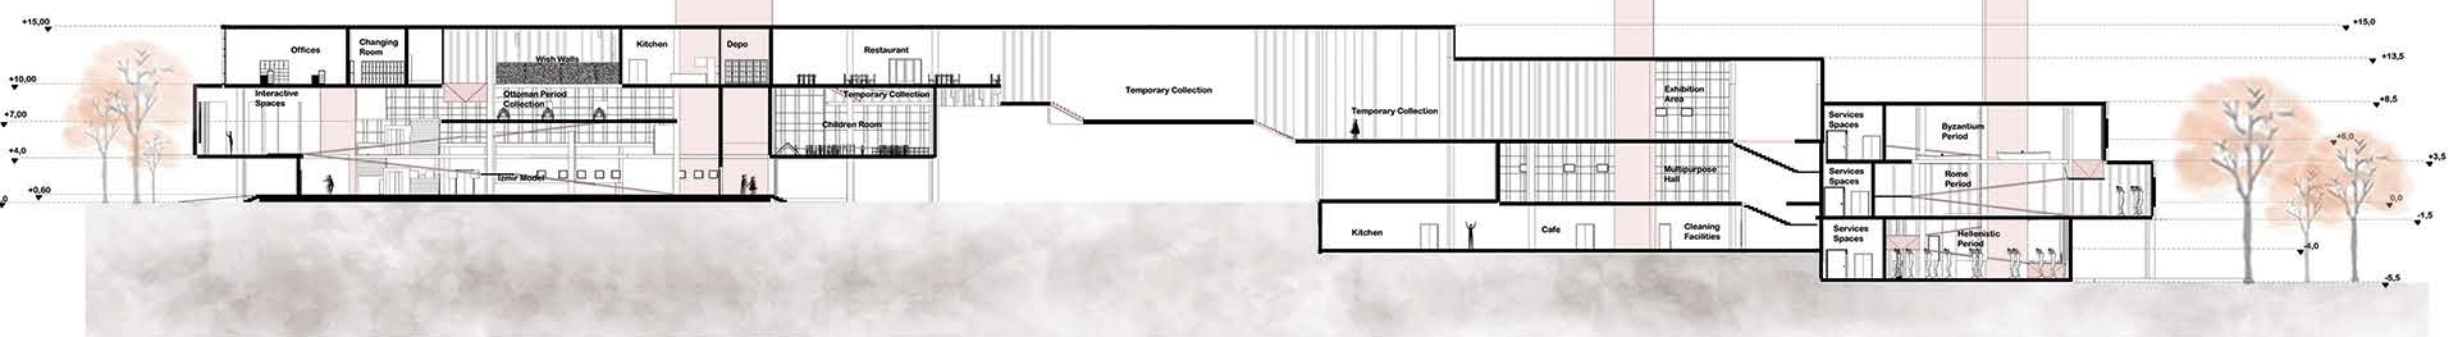 +15,00
+10,00
+7,00
+4,0
+0,60
0
Offices
Changing
Room
Wish Walls
Kitchen
Depo
Restaurant
Interactive
Spaces
Ottoman Period
Collection
Temporary Collection
Children Room
Izmir Model
Temporary Collection
Temporary Collection
Exhibition
Area
Multipurpose
Hall
Kitchen
Cafe
Cleaning
Facilities
Services
Spaces
Byzantium
Period
Services
Spaces
Rome
Period
Services
Spaces
Hellenistic
Period
+15,0
+13,5
+8,5
+6,0
+3,5
0,0
-1,5
-4,0
-5,5